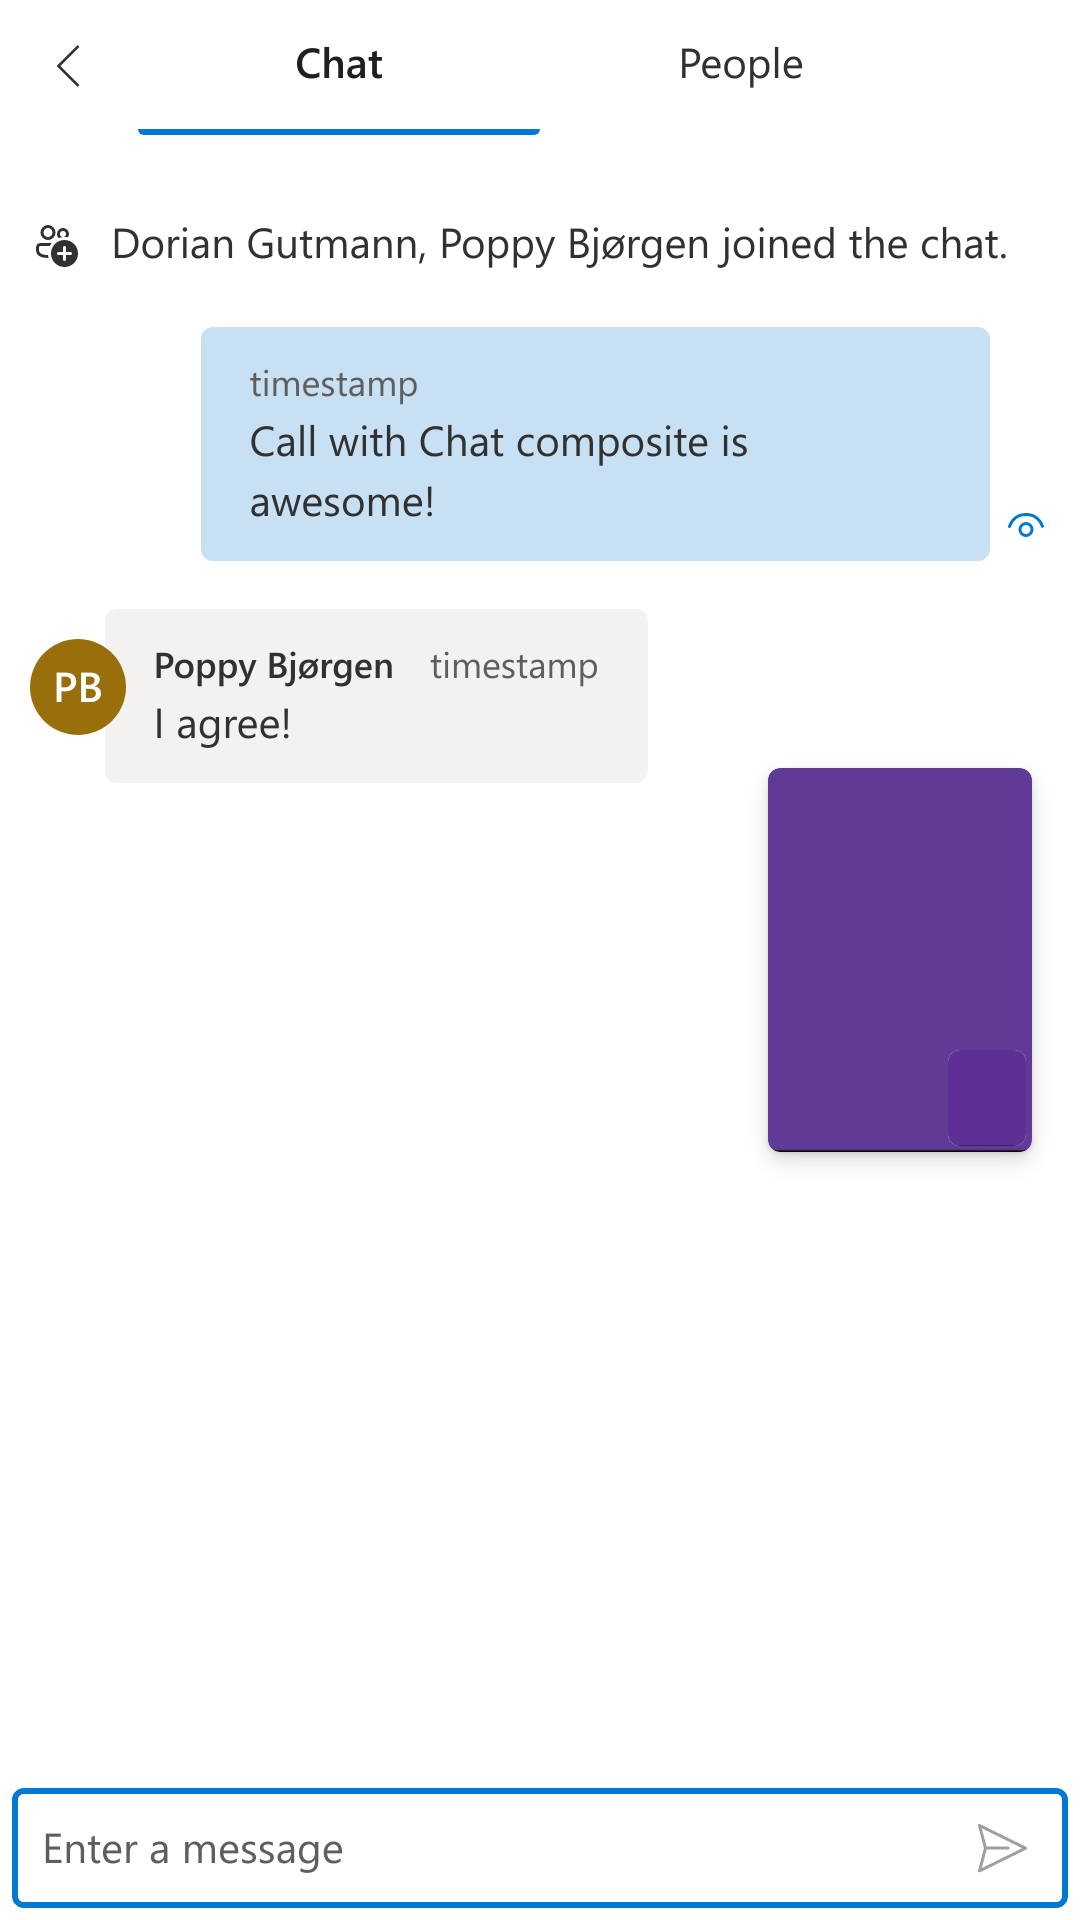 Chat
People
Dorian Gutmann, Poppy Bjørgen joined the chat.
timestamp
Call with Chat composite is
awesome!
PB
Poppy Bjørgen timestamp
I agree!
Enter a message